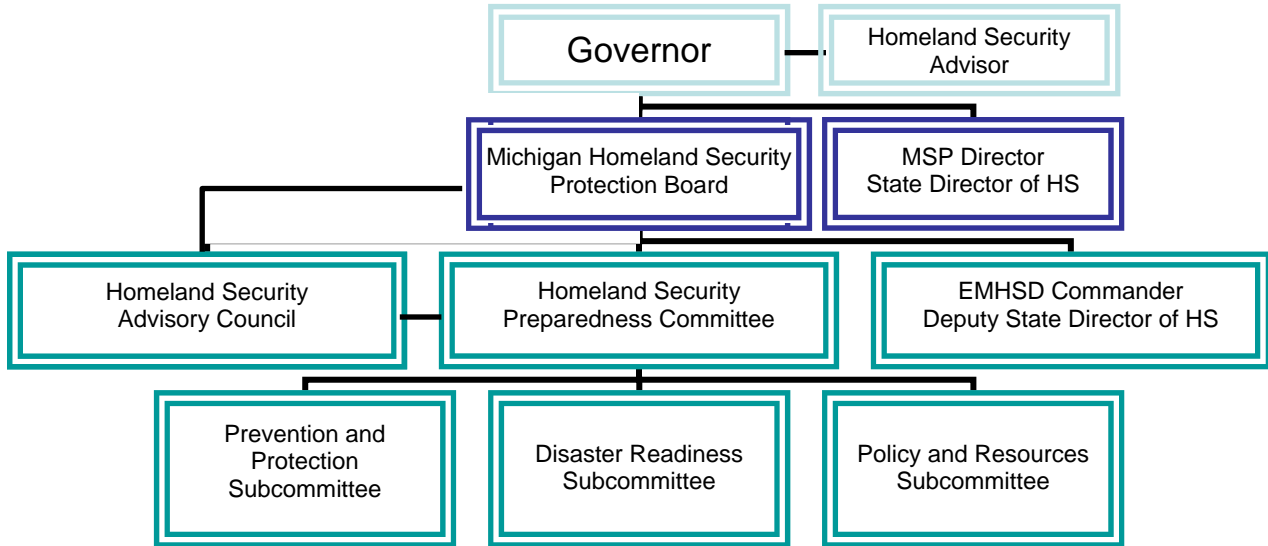 Governor
Homeland Security
Advisor
Michigan Homeland Security
Protection Board
MSP Director
State Director of HS
Homeland Security
Advisory Council
Homeland Security
Preparedness Committee
EMHSD Commander
Deputy State Director of HS
Prevention and
Protection
Subcommittee
Disaster Readiness
Subcommittee
Policy and Resources
Subcommittee